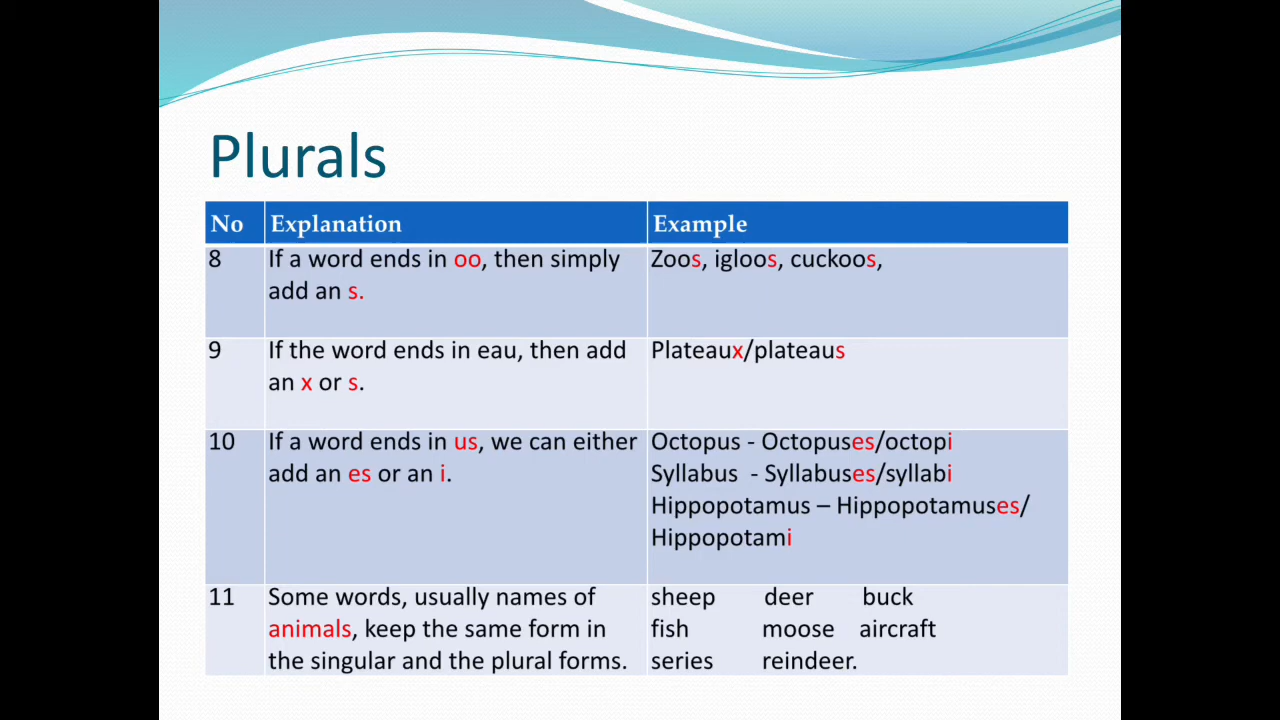 Plurals
No Explanation Example
8 If a word ends in oo, then simply add an s. Zoos, igloos, cuckoos,
9 If the word ends in eau, then add an x or s. Plateaux/plateaus
10 If a word ends in us, we can either add an es or an i. Octopus - Octopuses/octopi
Syllabus - Syllabuses/syllabi
Hippopotamus – Hippopotamuses/
Hippopotami
11 Some words, usually names of animals, keep the same form in the singular and the plural forms. sheep deer buck
fish moose aircraft
series reindeer.